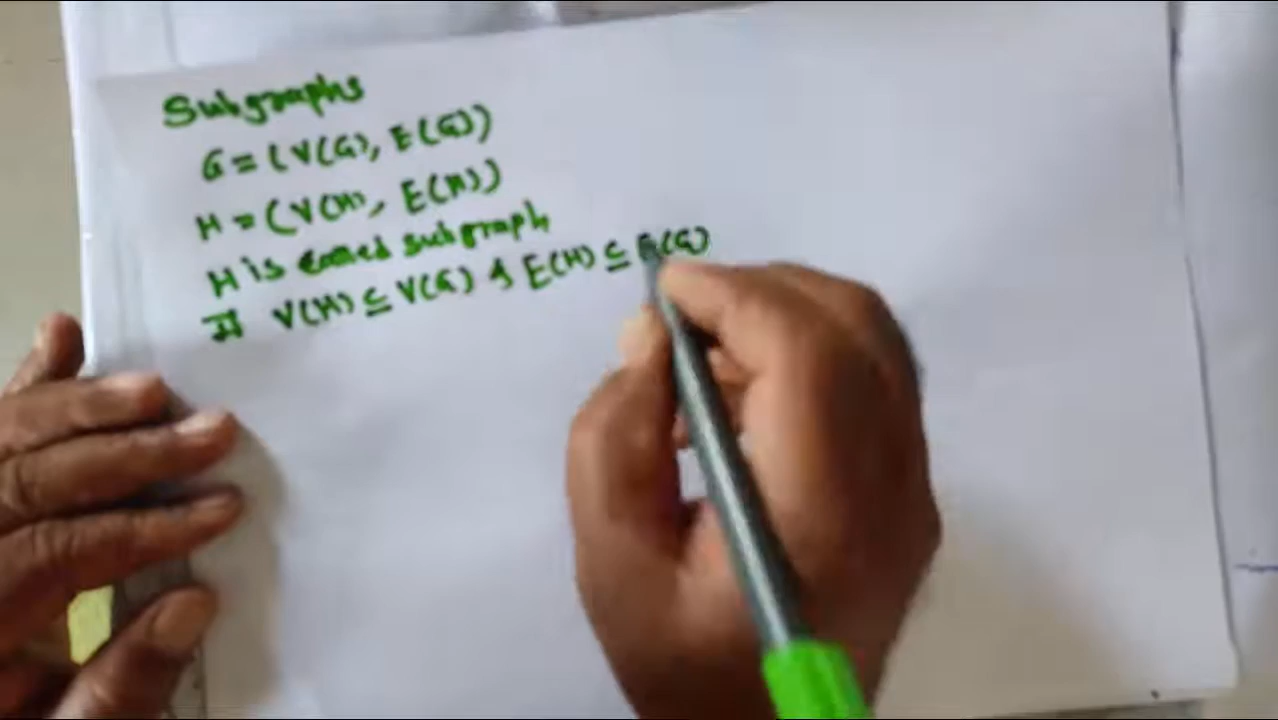 Subgraphs
G = (V(G), E(G))
H = (V(H), E(H))
H is called subgraph
If V(H) ⊆ V(G) & E(H) ⊆ E(G)